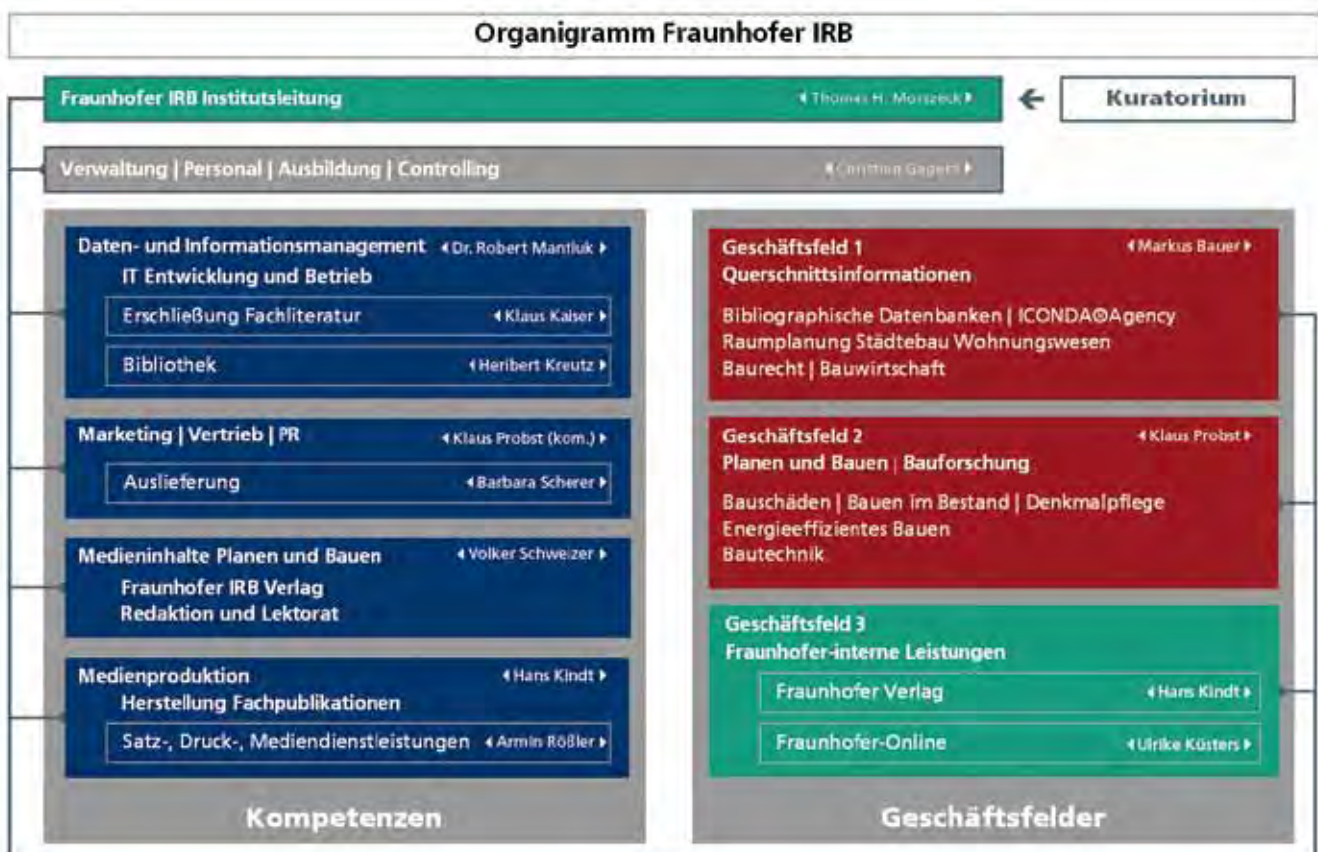 Organigramm Fraunhofer IRB
Fraunhofer IRB Institutsleitung
Thomas H. Morszeck
Kuratorium
Verwaltung | Personal | Ausbildung | Controlling
Christian
Daten- und Informationsmanagement
Dr. Robert Mantiuk
IT Entwicklung und Betrieb
Erschließung Fachliteratur
Klaus Kaiser
Bibliothek
Heribert Kreutz
Marketing | Vertrieb | PR
Klaus Probst (kom.)
Auslieferung
Barbara Scherer
Medieninhalte Planen und Bauen
Volker Schweizer
Fraunhofer IRB Verlag
Redaktion und Lektorat
Medienproduktion
Hans Kindt
Herstellung Fachpublikationen
Satz-, Druck-, Mediendienstleistungen
Armin Rößler
Kompetenzen
Geschäftsfeld 1
Markus Bauer
Querschnittsinformationen
Bibliographische Datenbanken | ICONDA®Agency
Raumplanung Städtebau Wohnungswesen
Baurecht | Bauwirtschaft
Geschäftsfeld 2
Klaus Probst
Planen und Bauen | Bauforschung
Bauschäden | Bauen im Bestand | Denkmalpflege
Energieeffizientes Bauen
Bautechnik
Geschäftsfeld 3
Fraunhofer-interne Leistungen
Fraunhofer Verlag
Hans Kindt
Fraunhofer-Online
Ulrike Küsters
Geschäftsfelder